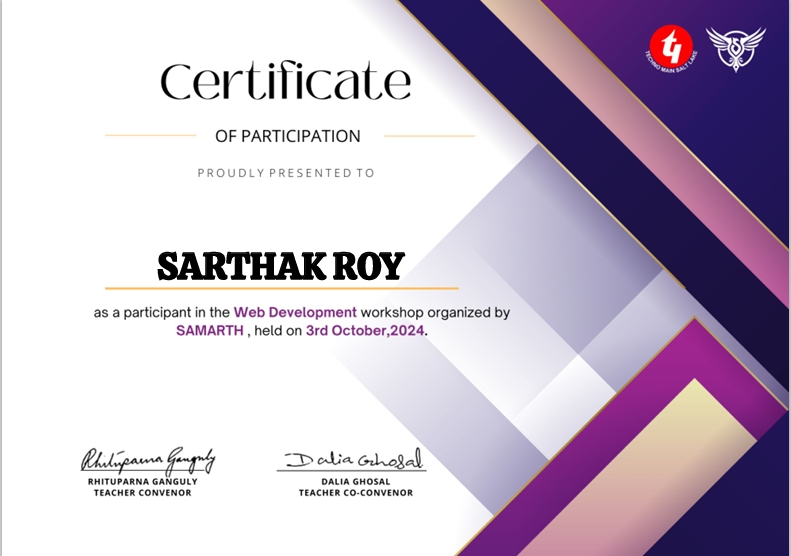 TECHNO MAIN SALT LAKE
Certificate
OF PARTICIPATION
PROUDLY PRESENTED TO
SARTHAK ROY
as a participant in the Web Development workshop organized by
SAMARTH , held on 3rd October,2024.
Rhituparna Ganguly
Dalia Ghosal
RHITUPARNA GANGULY
TEACHER CONVENOR
DALIA GHOSAL
TEACHER CO-CONVENOR